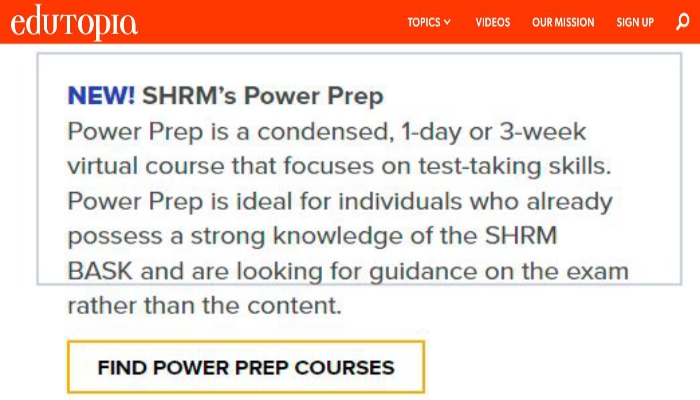 edutopia
TOPICS VIDEOS OUR MISSION SIGN UP
NEW! SHRM's Power Prep
Power Prep is a condensed, 1-day or 3-week
virtual course that focuses on test-taking skills.
Power Prep is ideal for individuals who already
possess a strong knowledge of the SHRM
BASK and are looking for guidance on the exam
rather than the content.
FIND POWER PREP COURSES